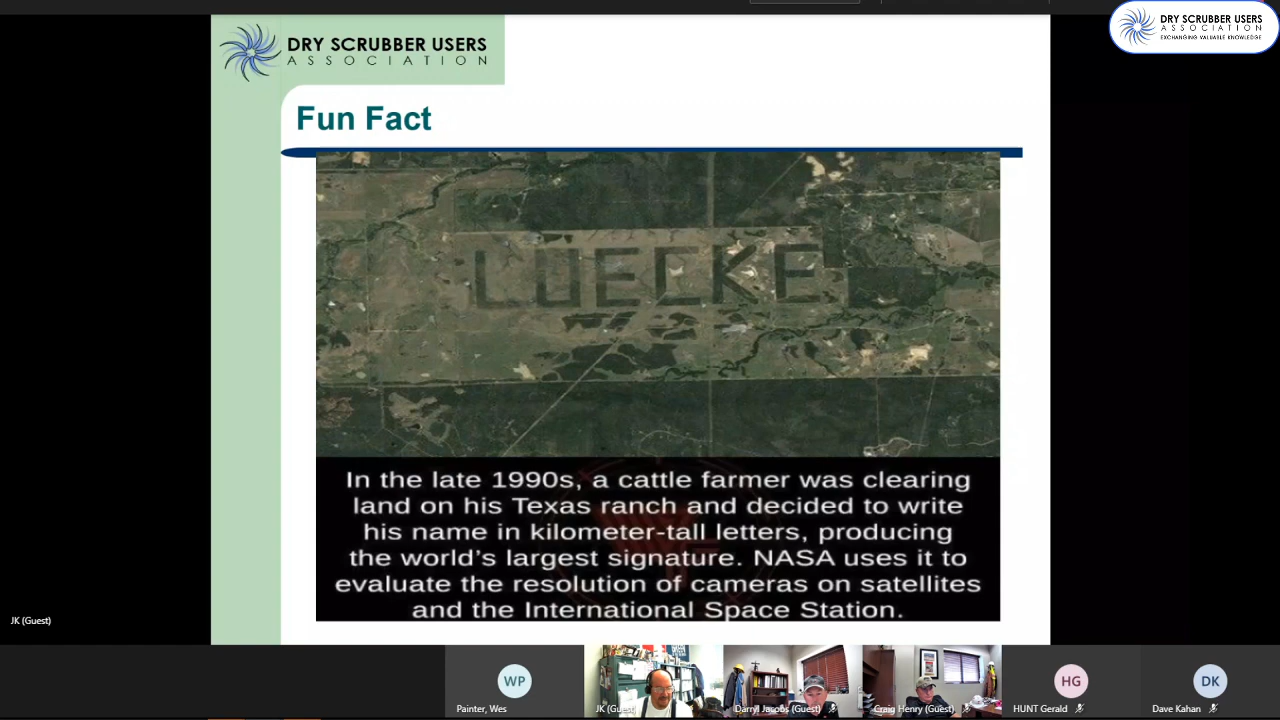 DRY SCRUBBER USERS
ASSOCIATION
DRY SCRUBBER USERS
ASSOCIATION
EXCHANGING VALUABLE KNOWLEDGE
Fun Fact
LUECKE
In the late 1990s, a cattle farmer was clearing
land on his Texas ranch and decided to write
his name in kilometer-tall letters, producing
the world's largest signature. NASA uses it to
evaluate the resolution of cameras on satellites
and the International Space Station.
JK (Guest)
WP
HG
DK
Painter, Wes
JK (Guest)
Darryl Jacobs (Guest)
Craig Henry (Guest)
HUNT Gerald
Dave Kahan